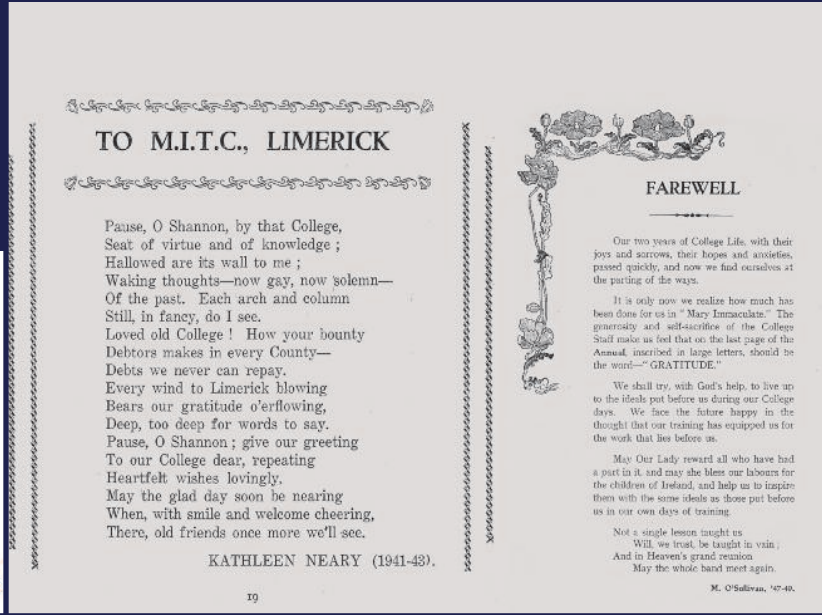 TO M.I.T.C., LIMERICK
Pause, O Shannon, by that College,
Seat of virtue and of knowledge ;
Hallowed are its wall to me ;
Waking thoughts—now gay, now solemn—
Of the past. Each arch and column
Still, in fancy, do I see.
Loved old College ! How your bounty
Debtors makes in every County—
Debts we never can repay.
Every wind to Limerick blowing
Bears our gratitude o'erflowing,
Deep, too deep for words to say.
Pause, O Shannon ; give our greeting
To our College dear, repeating
Heartfelt wishes lovingly.
May the glad day soon be nearing
When, with smile and welcome cheering,
There, old friends once more we'll see.
KATHLEEN NEARY (1941-43).
19
FAREWELL
Our two years of College Life, with their
joys and sorrows, their hopes and anxieties,
passed quickly, and now we find ourselves at
the parting of the ways.
It is only now we realize how much has
been done for us in " Mary Immaculate." The
generosity and self-sacrifice of the College
Staff make us feel that on the last page of the
Annual, inscribed in large letters, should be
the word—" GRATITUDE."
We shall try, with God's help, to live up
to the ideals put before us during our College
days. We face the future happy in the
thought that our training has equipped us for
the work that lies before us.
May Our Lady reward all who have had
a part in it, and may she bless our labours for
the children of Ireland, and help us to inspire
them with the same ideals as those put before
us in our own days of training.
Not a single lesson taught us
Will, we trust, be taught in vain ;
And in Heaven's grand reunion
May the whole band meet again.
M. O'Sullivan, '47-49.